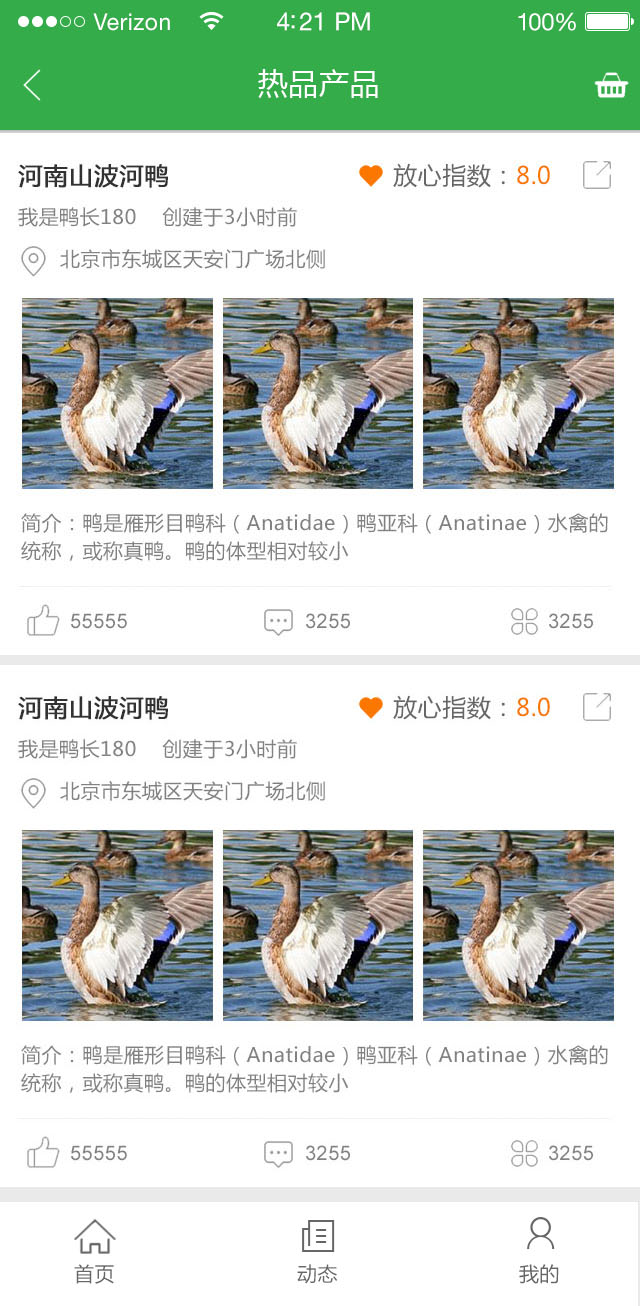 Verizon 4:21 PM 100%
热品产品
河南山波河鸭 放心指数：8.0
我是鸭长180 创建于3小时前
北京市东城区天安门广场北侧
简介：鸭是雁形目鸭科（Anatidae）鸭亚科（Anatinae）水禽的
统称，或称真鸭。鸭的体型相对较小
55555 3255 3255
河南山波河鸭 放心指数：8.0
我是鸭长180 创建于3小时前
北京市东城区天安门广场北侧
简介：鸭是雁形目鸭科（Anatidae）鸭亚科（Anatinae）水禽的
统称，或称真鸭。鸭的体型相对较小
55555 3255 3255
首页 动态 我的